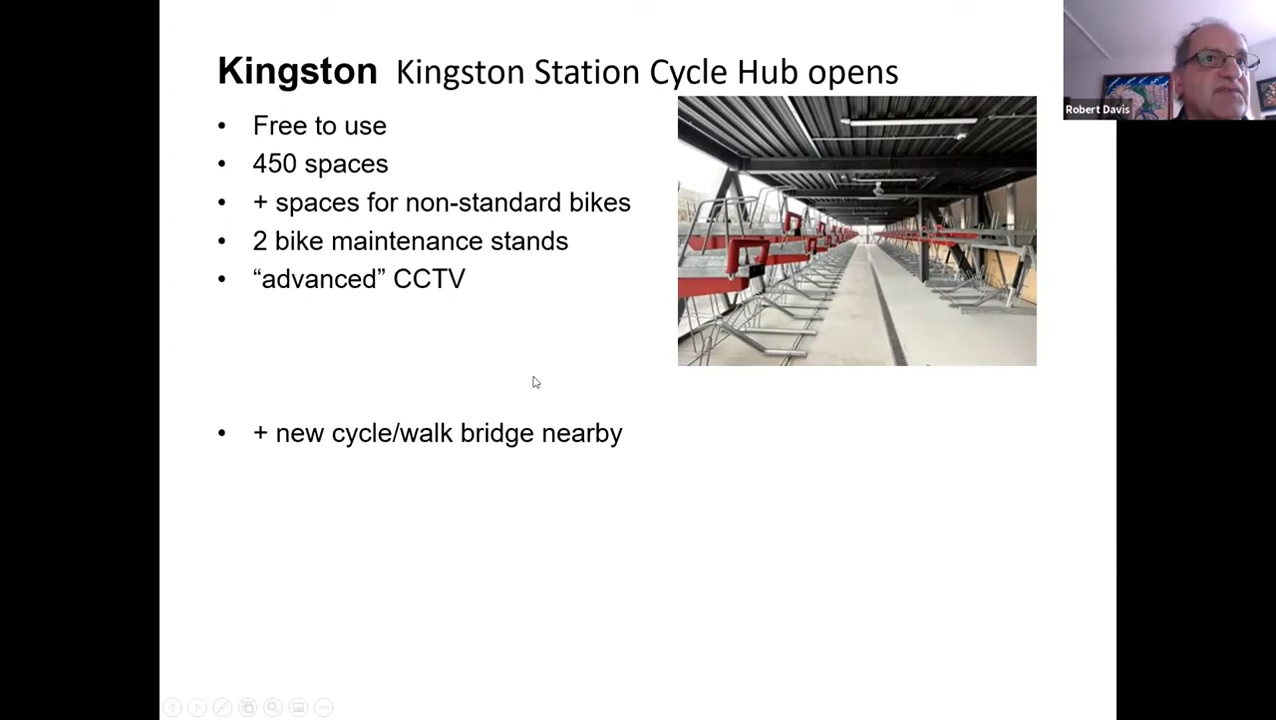 Kingston Kingston Station Cycle Hub opens
• Free to use
• 450 spaces
• + spaces for non-standard bikes
• 2 bike maintenance stands
• “advanced” CCTV
• + new cycle/walk bridge nearby
Robert Davis